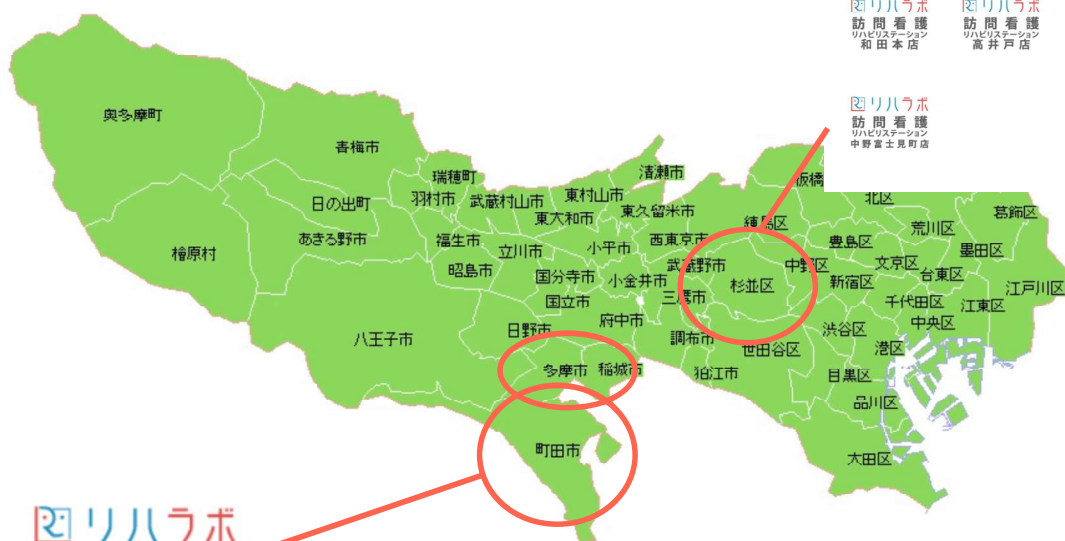 リハラボ
訪問看護
リハビリステーション
和田本店
リハラボ
訪問看護
リハビリステーション
高井戸店
リハラボ
訪問看護
リハビリステーション
中野富士見町店
奥多摩町
青梅市
瑞穂町
清瀬市
板橋
日の出町
羽村市
武蔵村山市
東村山市
東大和市
東久留米市
練馬区
北区
葛飾区
檜原村
あきる野市
福生市
立川市
小平市
西東京市
豊島区
荒川区
墨田区
昭島市
国分寺市
小金井市
武蔵野市
杉並区
中野区
新宿区
文京区
台東区
江戸川区
国立市
三鷹市
千代田区
江東区
八王子市
日野市
府中市
調布市
世田谷区
渋谷区
中央区
港区
多摩市
稲城市
狛江市
目黒区
品川区
町田市
大田区
リハラボ